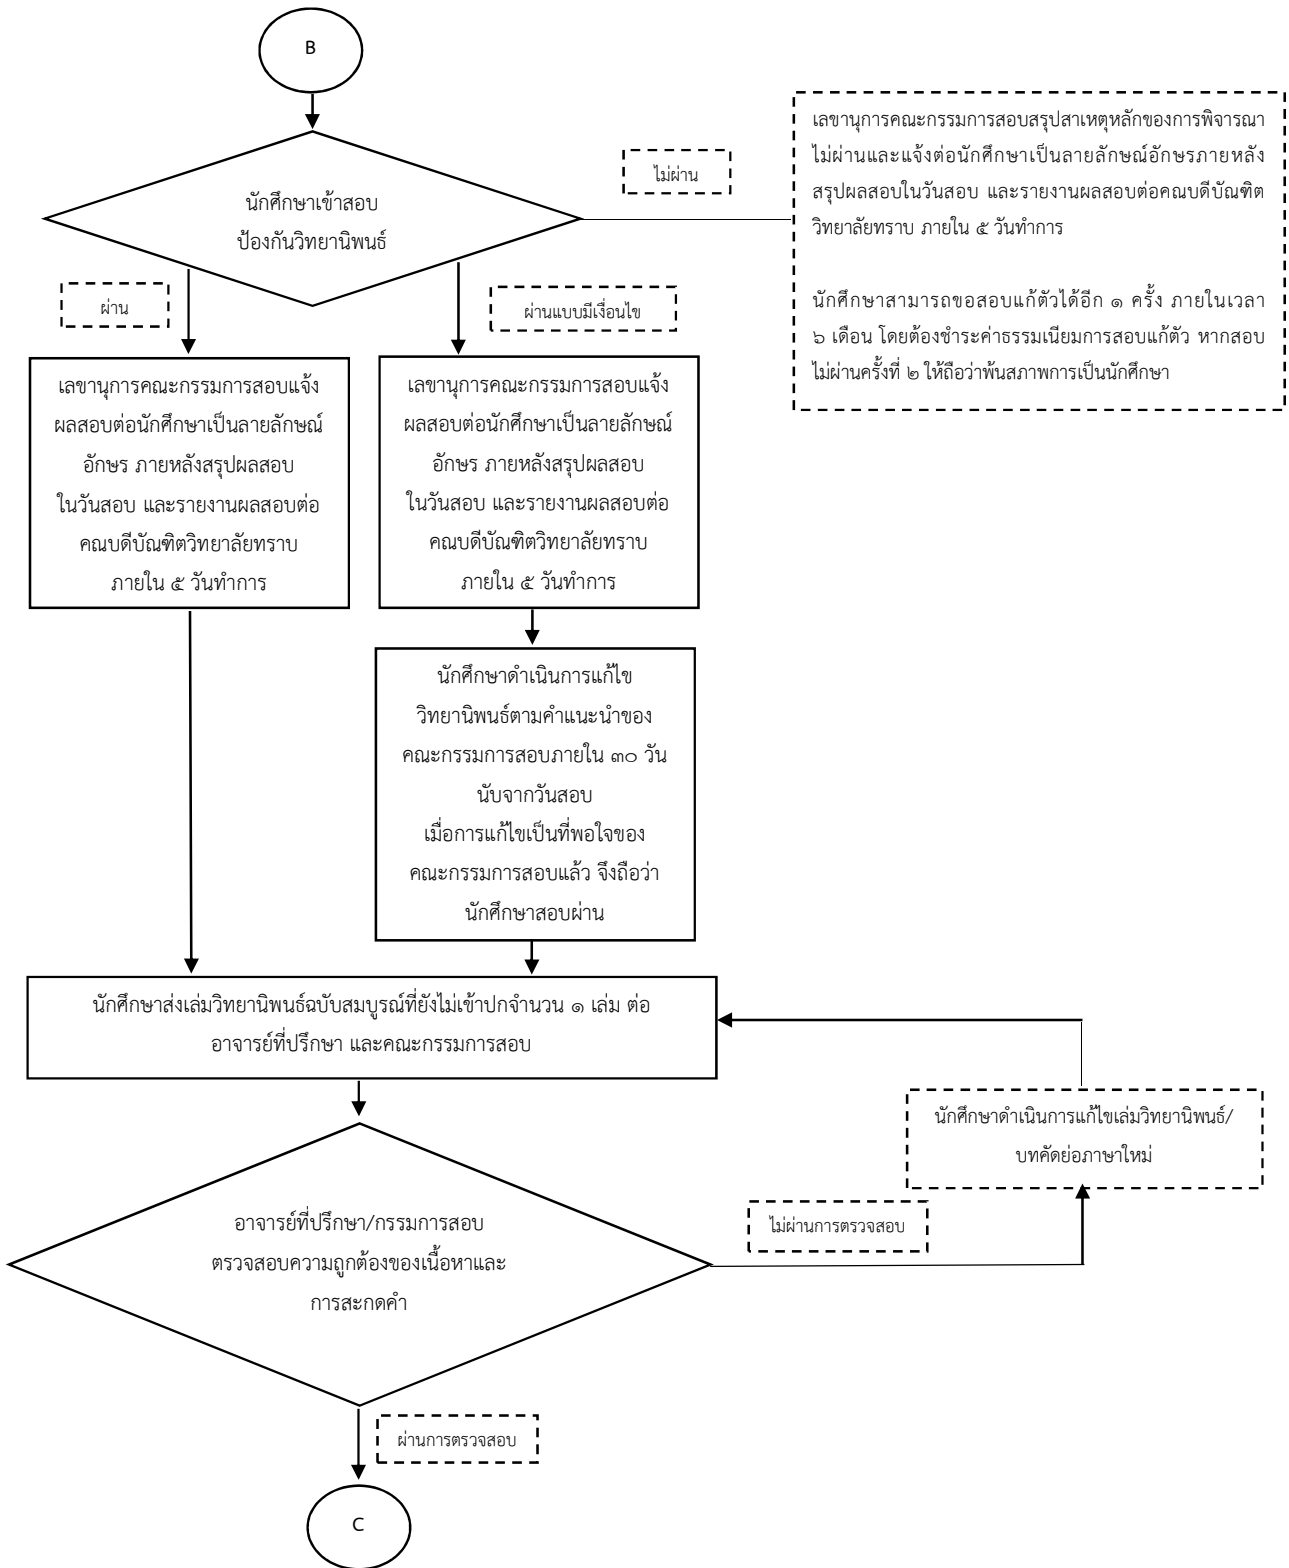 B
นักศึกษาเข้าสอบ
ป้องกันวิทยานิพนธ์
ไม่ผ่าน
เลขานุการคณะกรรมการสอบสรุปสาเหตุหลักของการพิจารณา
ไม่ผ่านและแจ้งต่อนักศึกษาเป็นลายลักษณ์อักษรภายหลัง
สรุปผลสอบในวันสอบ และรายงานผลสอบต่อคณบดีบัณฑิต
วิทยาลัยทราบ ภายใน ๕ วันทำการ
นักศึกษาสามารถขอสอบแก้ตัวได้อีก ๑ ครั้ง ภายในเวลา
๖ เดือน โดยต้องชำระค่าธรรมเนียมการสอบแก้ตัว หากสอบ
ไม่ผ่านครั้งที่ ๒ ให้ถือว่าพ้นสภาพการเป็นนักศึกษา
ผ่าน
ผ่านแบบมีเงื่อนไข
เลขานุการคณะกรรมการสอบแจ้ง
ผลสอบต่อนักศึกษาเป็นลายลักษณ์
อักษร ภายหลังสรุปผลสอบ
ในวันสอบ และรายงานผลสอบต่อ
คณบดีบัณฑิตวิทยาลัยทราบ
ภายใน ๕ วันทำการ
เลขานุการคณะกรรมการสอบแจ้ง
ผลสอบต่อนักศึกษาเป็นลายลักษณ์
อักษร ภายหลังสรุปผลสอบ
ในวันสอบ และรายงานผลสอบต่อ
คณบดีบัณฑิตวิทยาลัยทราบ
ภายใน ๕ วันทำการ
นักศึกษาดำเนินการแก้ไข
วิทยานิพนธ์ตามคำแนะนำของ
คณะกรรมการสอบภายใน ๓๐ วัน
นับจากวันสอบ
เมื่อการแก้ไขเป็นที่พอใจของ
คณะกรรมการสอบแล้ว จึงถือว่า
นักศึกษาสอบผ่าน
นักศึกษาส่งเล่มวิทยานิพนธ์ฉบับสมบูรณ์ที่ยังไม่เข้าปกจำนวน ๑ เล่ม ต่อ
อาจารย์ที่ปรึกษา และคณะกรรมการสอบ
นักศึกษาดำเนินการแก้ไขเล่มวิทยานิพนธ์/
บทคัดย่อภาษาใหม่
ไม่ผ่านการตรวจสอบ
อาจารย์ที่ปรึกษา/กรรมการสอบ
ตรวจสอบความถูกต้องของเนื้อหาและ
การสะกดคำ
ผ่านการตรวจสอบ
C